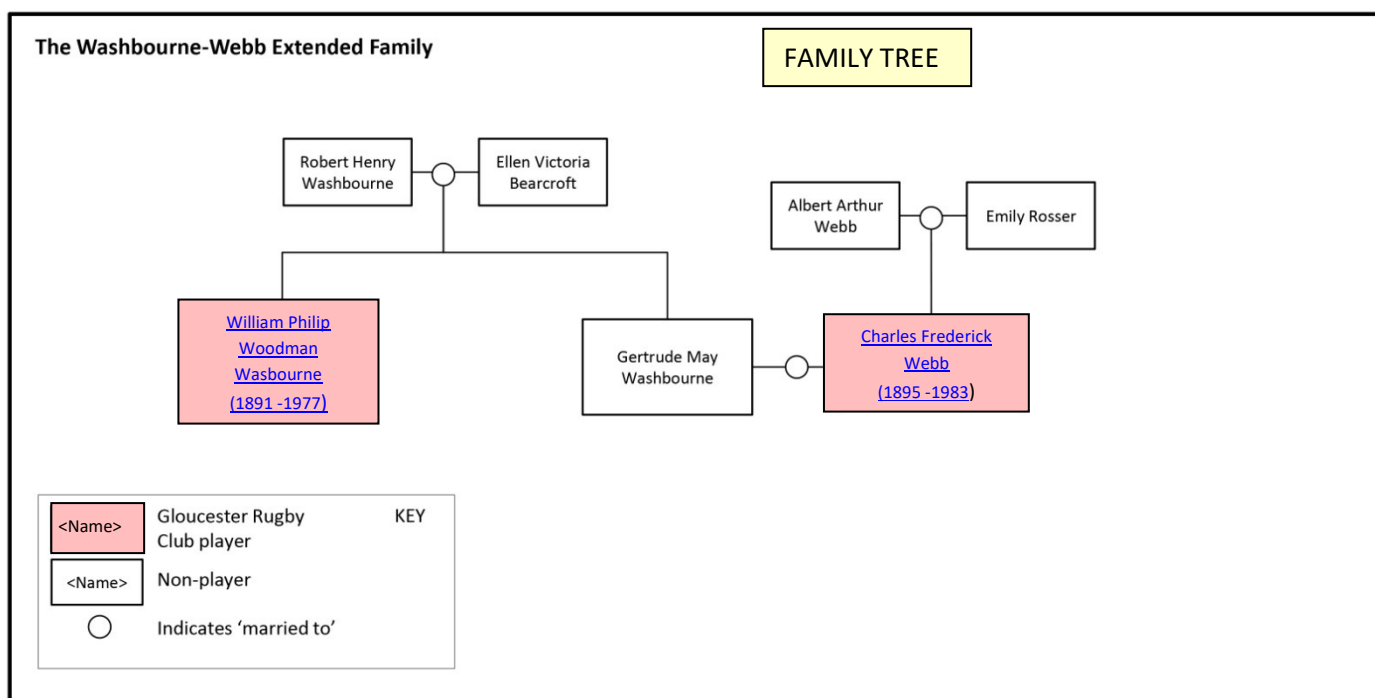 The Washbourne-Webb Extended Family
FAMILY TREE
Robert Henry
Washbourne
Ellen Victoria
Bearcroft
Albert Arthur
Webb
Emily Rosser
William Philip
Woodman
Wasbourne
(1891 -1977)
Gertrude May
Washbourne
Charles Frederick
Webb
(1895 -1983)
<Name>
Gloucester Rugby
Club player
KEY
<Name>
Non-player
Indicates ‘married to’